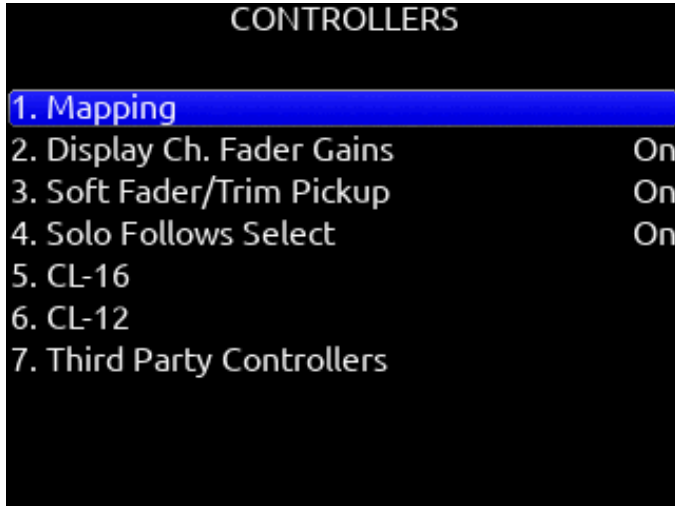 CONTROLLERS
1. Mapping
2. Display Ch. Fader Gains On
3. Soft Fader/Trim Pickup On
4. Solo Follows Select On
5. CL-16
6. CL-12
7. Third Party Controllers